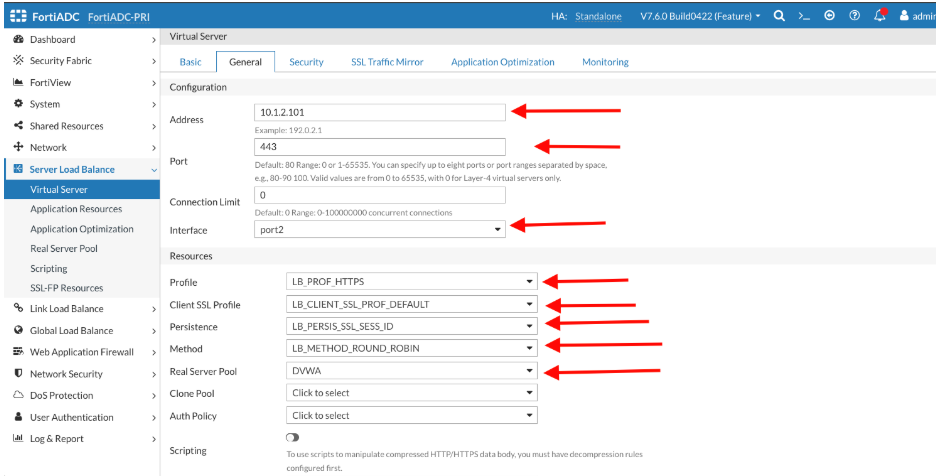 FortiADC FortiADC-PRI HA: Standalone V7.6.0 Build0422 (Feature) >_ admin
Dashboard
Security Fabric
FortiView
System
Shared Resources
Network
Server Load Balance
Virtual Server
Application Resources
Application Optimization
Real Server Pool
Scripting
SSL-FP Resources
Link Load Balance
Global Load Balance
Web Application Firewall
Network Security
DoS Protection
User Authentication
Log & Report
Virtual Server
Basic General Security SSL Traffic Mirror Application Optimization Monitoring
Configuration
Address 10.1.2.101
Example: 192.0.2.1
Port 443
Default: 80 Range: 0 or 1-65535. You can specify up to eight ports or port ranges separated by space,
e.g., 80-90 100. Valid values are from 0 to 65535, with 0 for Layer-4 virtual servers only.
Connection Limit 0
Default: 0 Range: 0-100000000 concurrent connections
Interface port2
Resources
Profile LB_PROF_HTTPS
Client SSL Profile LB_CLIENT_SSL_PROF_DEFAULT
Persistence LB_PERSIS_SSL_SESS_ID
Method LB_METHOD_ROUND_ROBIN
Real Server Pool DVWA
Clone Pool Click to select
Auth Policy Click to select
Scripting
To use scripts to manipulate compressed HTTP/HTTPS data body, you must have decompression rules
configured first.